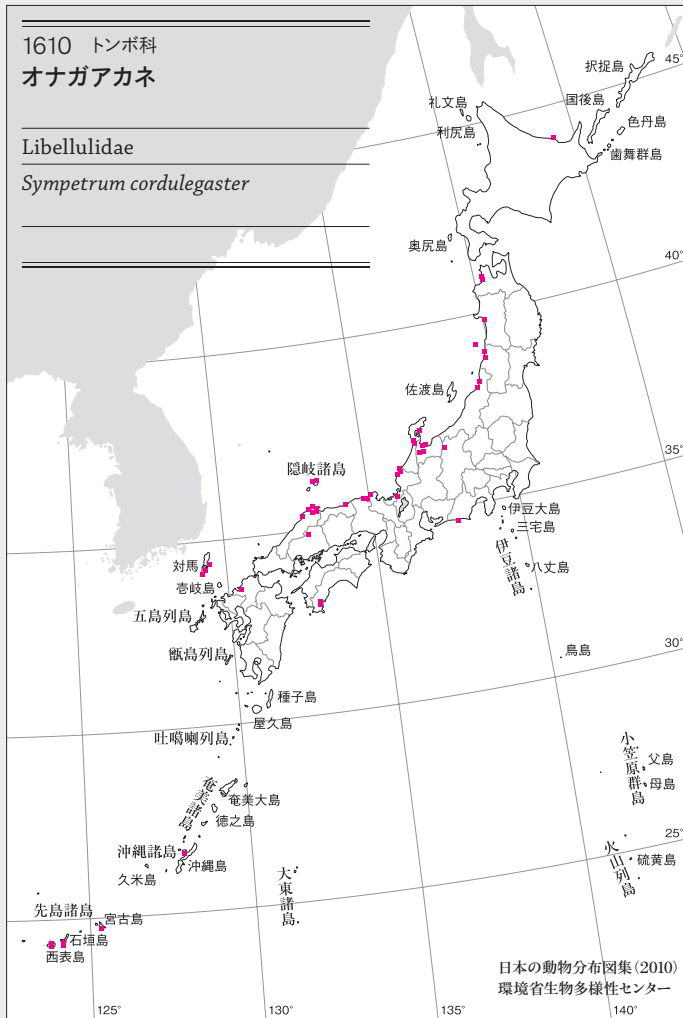 1610 トンボ科
オナガアカネ
Libellulidae
Sympetrum cordulegaster
択捉島
45°
国後島
礼文島
色丹島
利尻島
歯舞群島
奥尻島
40°
佐渡島
35°
隠岐諸島
伊豆大島
三宅島
伊豆諸島
八丈島
対馬
壱岐島
五島列島
甑島列島
鳥島
30°
種子島
屋久島
吐噶喇列島
小笠原群島
父島
母島
奄美諸島
奄美大島
徳之島
25°
沖縄諸島
沖縄島
久米島
火山列島
硫黄島
大東諸島
先島諸島
宮古島
石垣島
西表島
日本の動物分布図集(2010)
環境省生物多様性センター
125°
130°
135°
140°